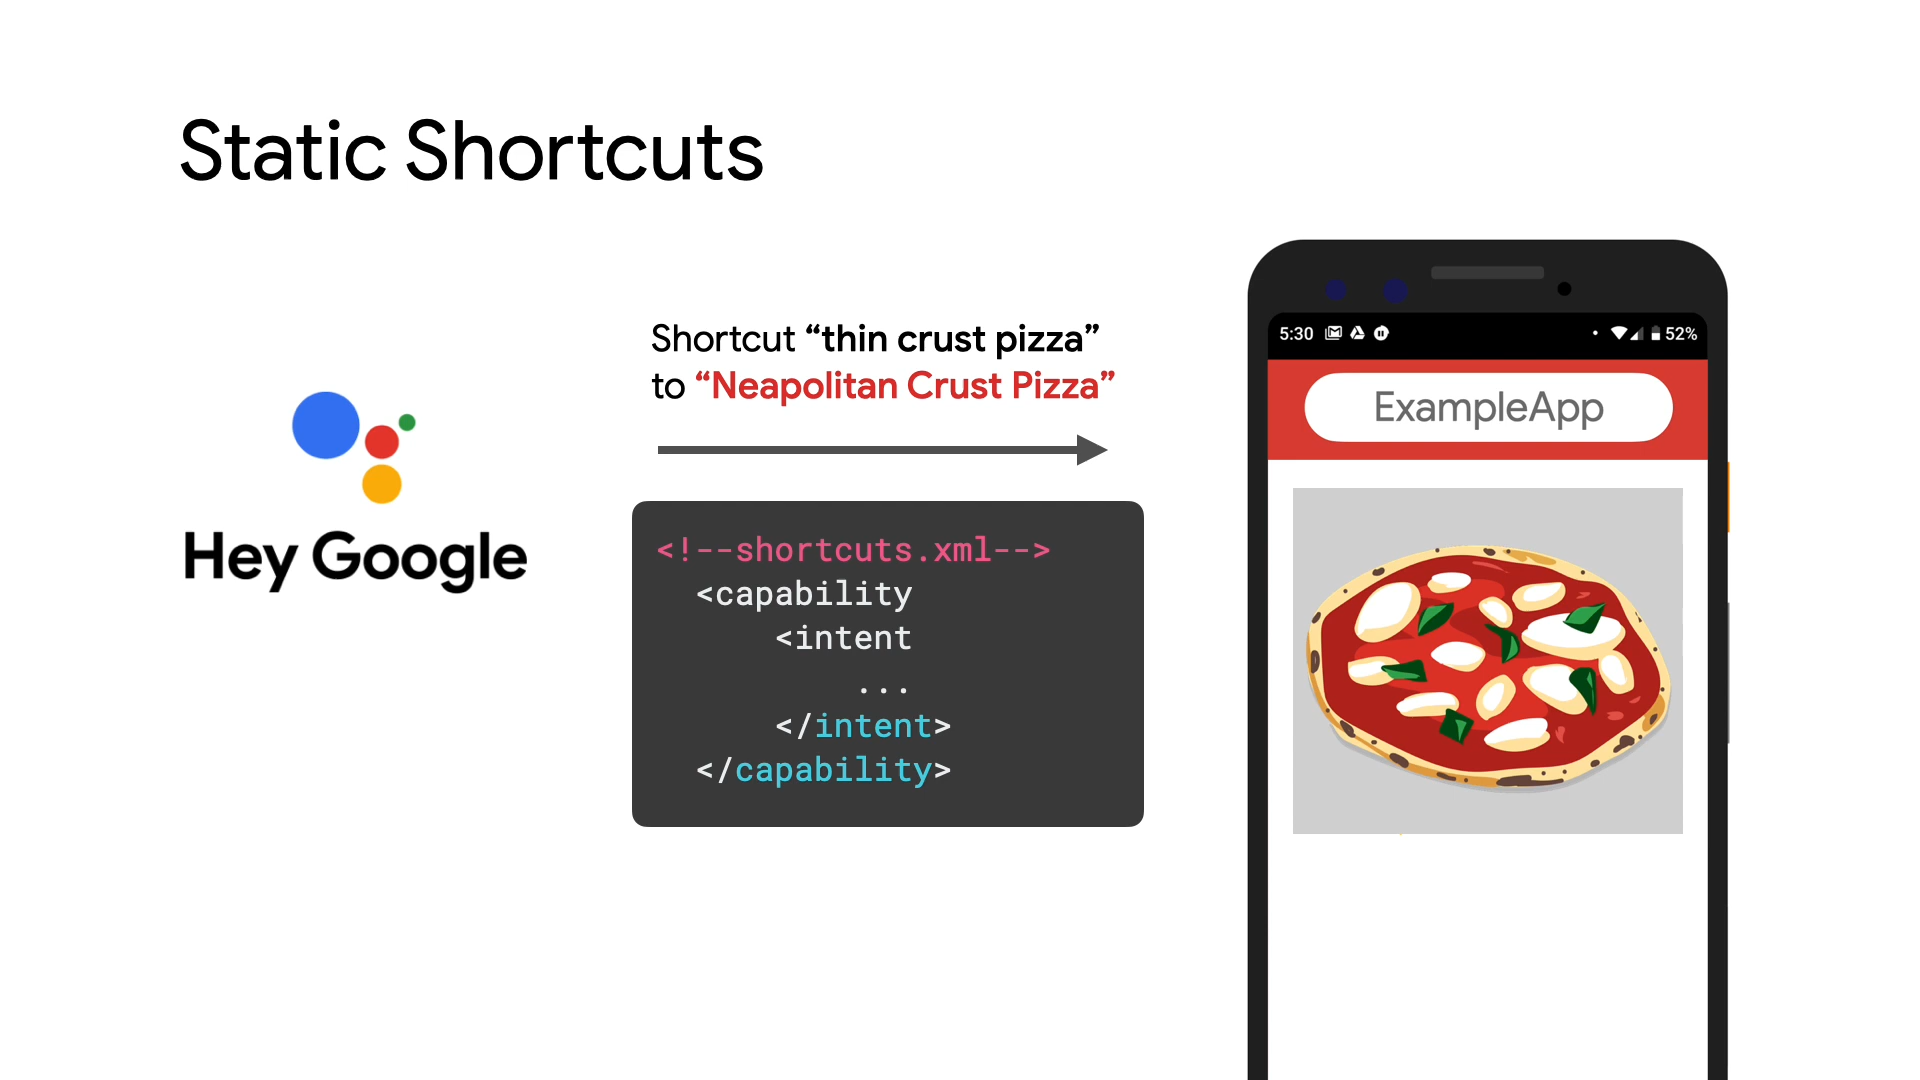 Static Shortcuts
Hey Google
Shortcut “thin crust pizza”
to “Neapolitan Crust Pizza”
<!--shortcuts.xml-->
<capability
<intent
...
</intent>
</capability>
5:30
52%
ExampleApp